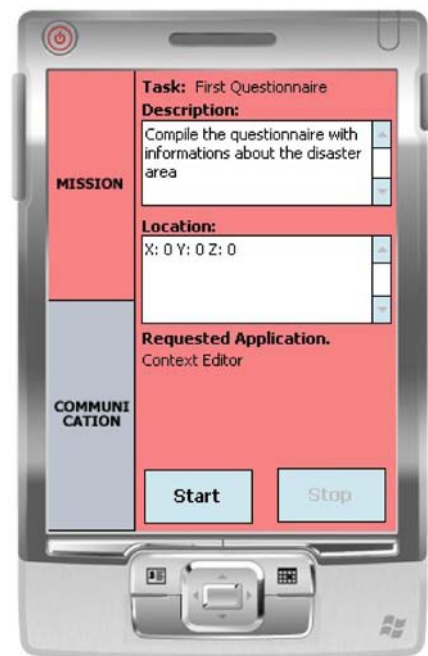 Task: First Questionnaire
Description:
Compile the questionnaire with
informations about the disaster
area
MISSION
Location:
X: 0 Y: 0 Z: 0
Requested Application.
Context Editor
COMMUNI
CATION
Start
Stop